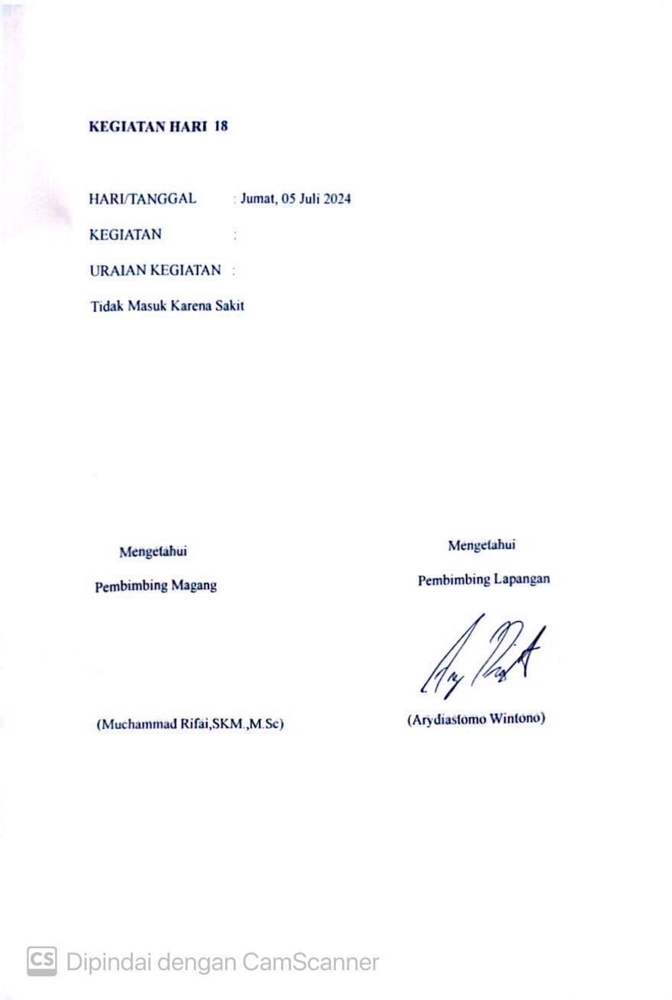 KEGIATAN HARI 18
HARI/TANGGAL : Jumat, 05 Juli 2024
KEGIATAN :
URAIAN KEGIATAN :
Tidak Masuk Karena Sakit
Mengetahui
Pembimbing Magang
(Muchammad Rifai,SKM.,M.Sc)
Mengetahui
Pembimbing Lapangan
(Arydiastomo Wintono)
CS Dipindai dengan CamScanner